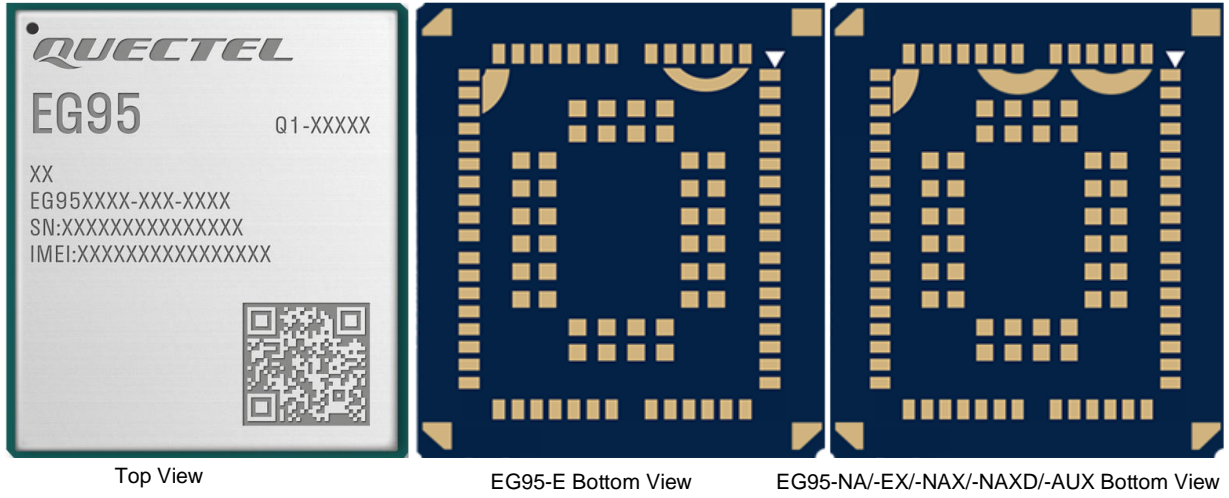 QUECTEL
EG95
Q1-XXXXX
XX
EG95XXXX-XXX-XXXX
SN:XXXXXXXXXXXXXXX
IMEI:XXXXXXXXXXXXXXXX
Top View
EG95-E Bottom View
EG95-NA/-EX/-NAX/-NAXD/-AUX Bottom View